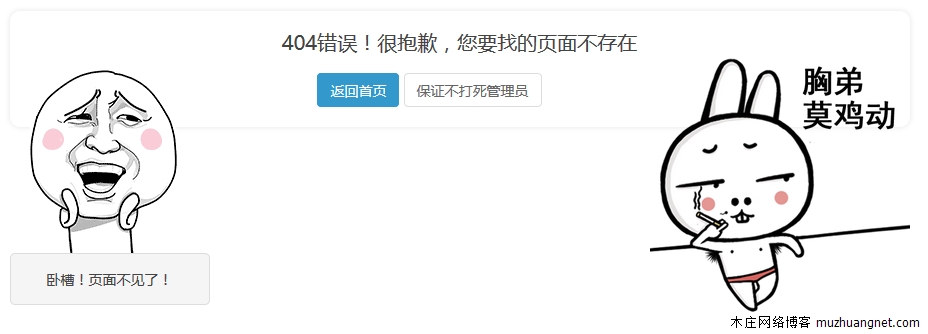 404错误！很抱歉，您要找的页面不存在
返回首页 保证不打死管理员
胸弟
莫鸡动
卧槽！页面不见了！
木庄网络博客 muzhuangnet.com